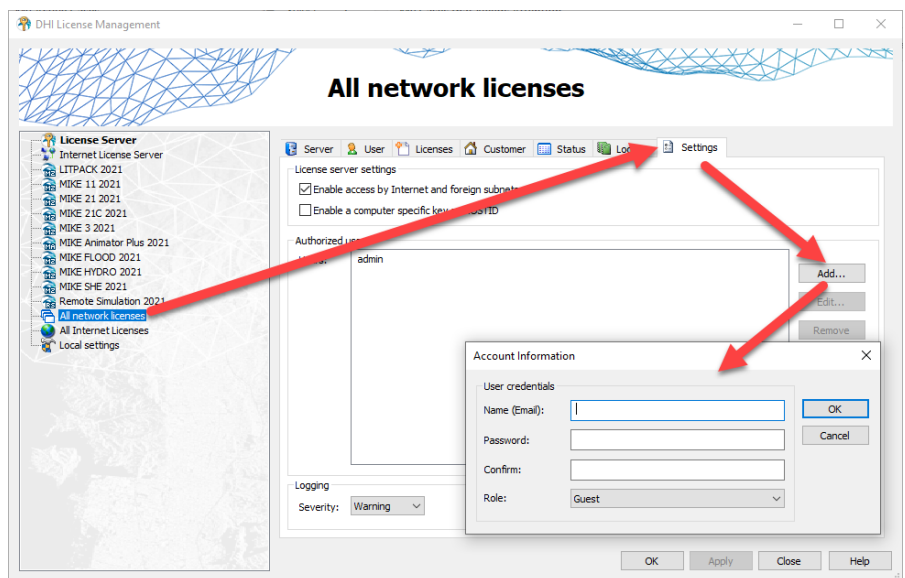 DHI License Management
All network licenses
License Server
Internet License Server
LITPACK 2021
MIKE 11 2021
MIKE 21 2021
MIKE 21C 2021
MIKE 3 2021
MIKE Animator Plus 2021
MIKE FLOOD 2021
MIKE HYDRO 2021
MIKE SHE 2021
Remote Simulation 2021
All network licenses
All Internet Licenses
Local settings
Server User Licenses Customer Status Settings
License server settings
Enable access by Internet and foreign subnets
Enable a computer specific key
Authorized
admin
Add...
Edit...
Remove
Account Information
User credentials
Name (Email):
Password:
Confirm:
Role: Guest
OK
Cancel
Logging
Severity: Warning
OK Apply Close Help